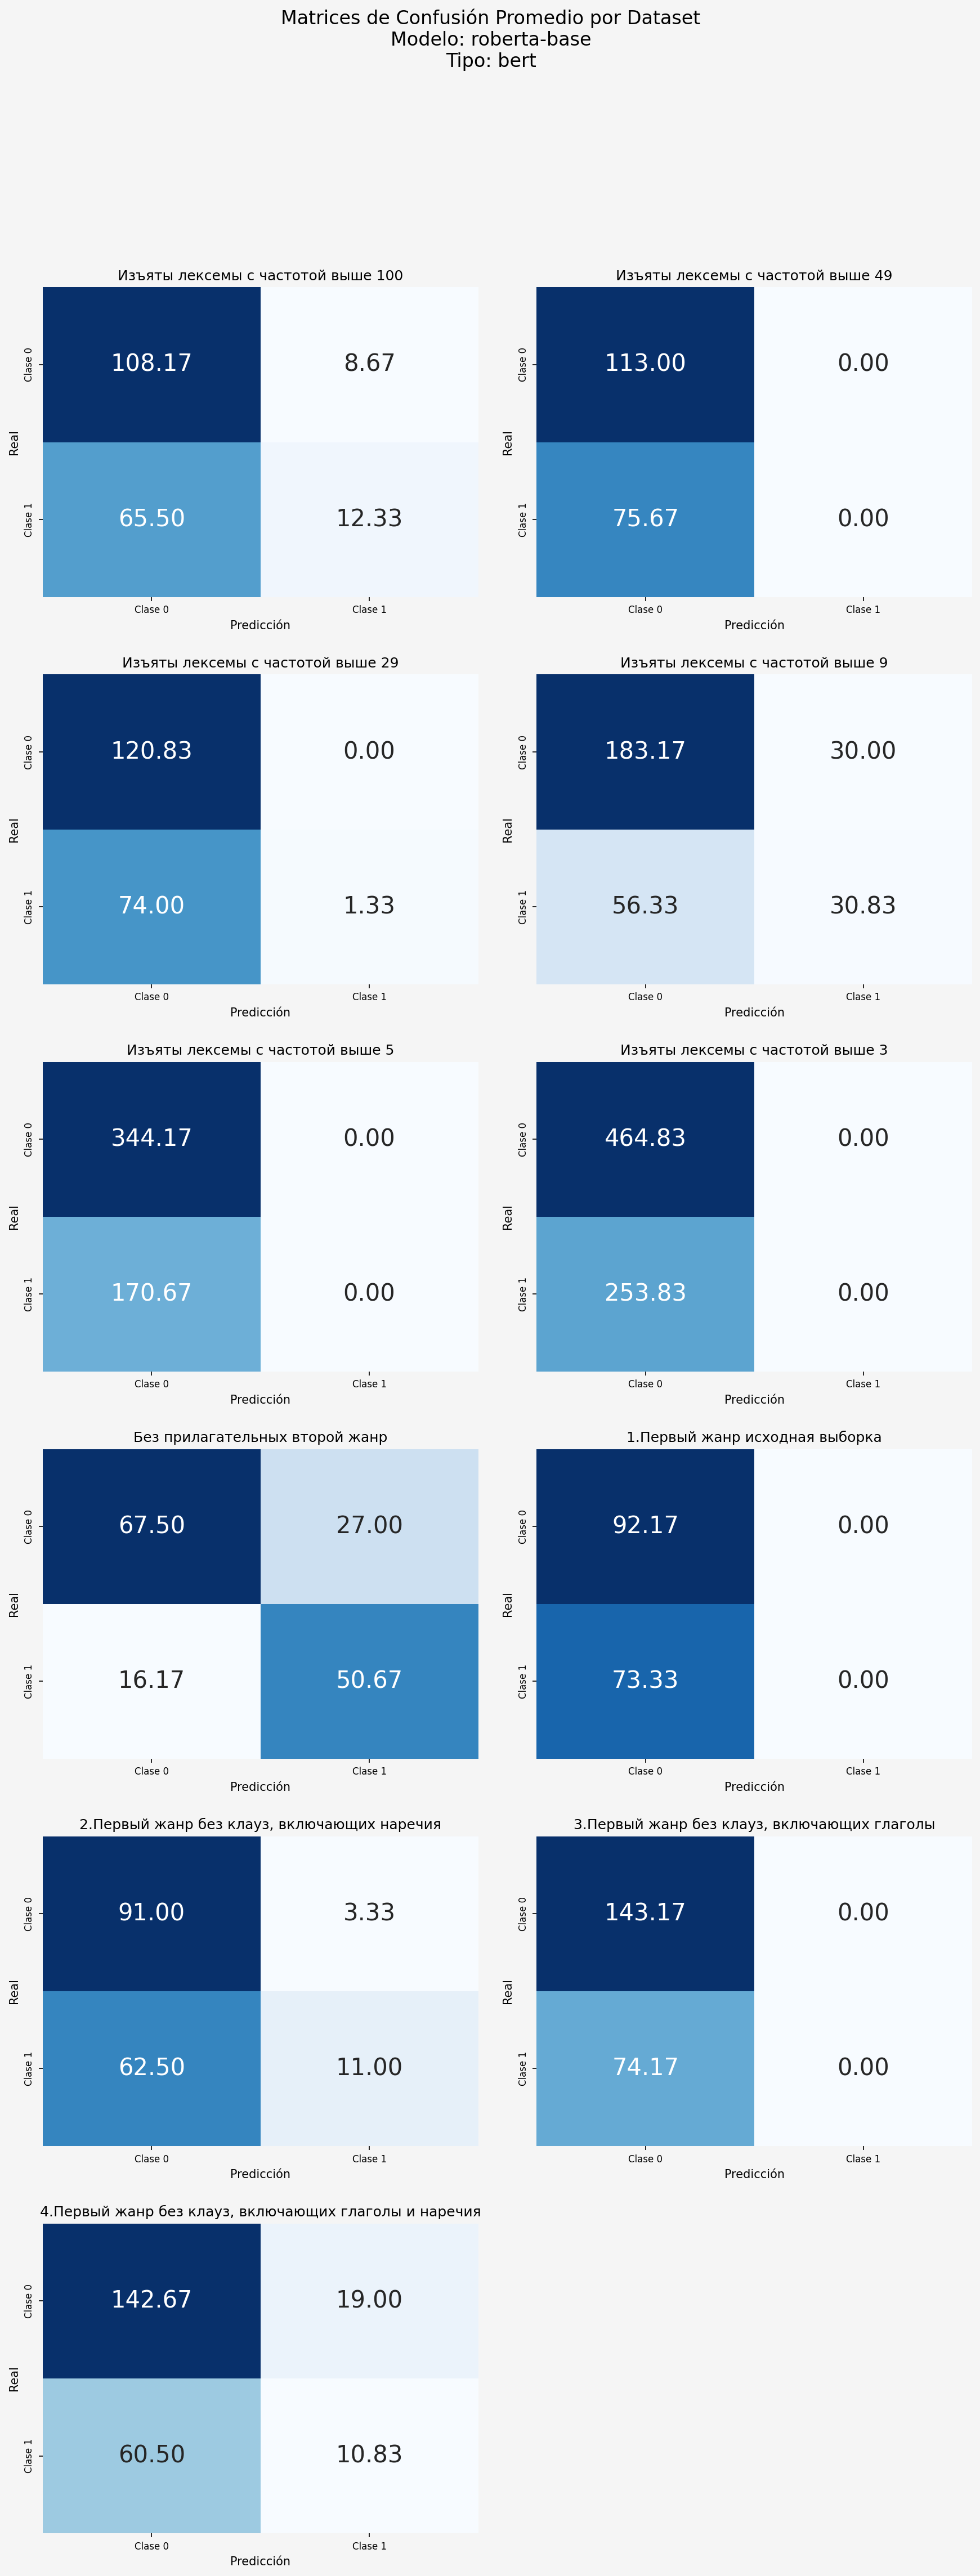 Matrices de Confusión Promedio por Dataset
Modelo: roberta-base
Tipo: bert
Изъяты лексемы с частотой выше 100
Clase 0
108.17
8.67
Real
Clase 1
65.50
12.33
Clase 0
Clase 1
Predicción
Изъяты лексемы с частотой выше 49
Clase 0
113.00
0.00
Real
Clase 1
75.67
0.00
Clase 0
Clase 1
Predicción
Изъяты лексемы с частотой выше 29
Clase 0
120.83
0.00
Real
Clase 1
74.00
1.33
Clase 0
Clase 1
Predicción
Изъяты лексемы с частотой выше 9
Clase 0
183.17
30.00
Real
Clase 1
56.33
30.83
Clase 0
Clase 1
Predicción
Изъяты лексемы с частотой выше 5
Clase 0
344.17
0.00
Real
Clase 1
170.67
0.00
Clase 0
Clase 1
Predicción
Изъяты лексемы с частотой выше 3
Clase 0
464.83
0.00
Real
Clase 1
253.83
0.00
Clase 0
Clase 1
Predicción
Без прилагательных второй жанр
Clase 0
67.50
27.00
Real
Clase 1
16.17
50.67
Clase 0
Clase 1
Predicción
1.Первый жанр исходная выборка
Clase 0
92.17
0.00
Real
Clase 1
73.33
0.00
Clase 0
Clase 1
Predicción
2.Первый жанр без клауз, включающих наречия
Clase 0
91.00
3.33
Real
Clase 1
62.50
11.00
Clase 0
Clase 1
Predicción
3.Первый жанр без клауз, включающих глаголы
Clase 0
143.17
0.00
Real
Clase 1
74.17
0.00
Clase 0
Clase 1
Predicción
4.Первый жанр без клауз, включающих глаголы и наречия
Clase 0
142.67
19.00
Real
Clase 1
60.50
10.83
Clase 0
Clase 1
Predicción